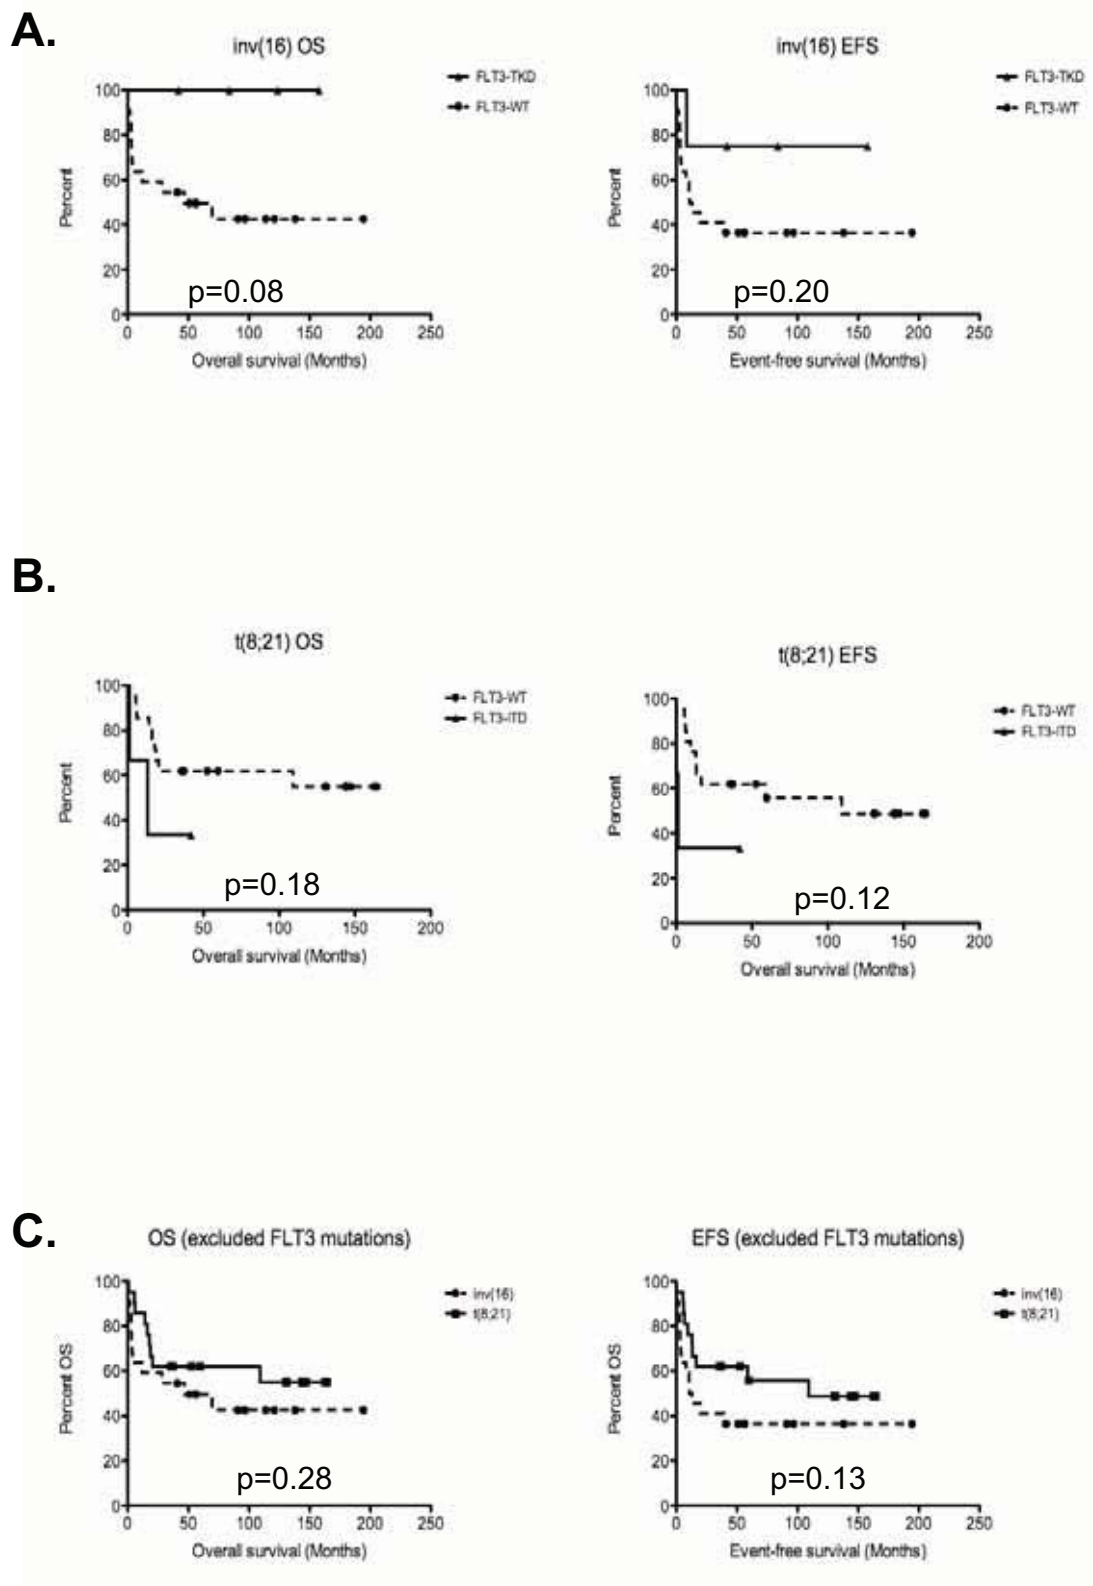 A.
inv(16) OS
FLT3-TKD
FLT3-WT
100
80
60
40
20
0
Percent
p=0.08
0 50 100 150 200 250
Overall survival (Months)
inv(16) EFS
FLT3-TKD
FLT3-WT
100
80
60
40
20
0
Percent
p=0.20
0 50 100 150 200 250
Event-free survival (Months)
B.
t(8;21) OS
FLT3-WT
FLT3-ITD
100
80
60
40
20
0
Percent
p=0.18
0 50 100 150 200
Overall survival (Months)
t(8;21) EFS
FLT3-WT
FLT3-ITD
100
80
60
40
20
0
Percent
p=0.12
0 50 100 150 200
Overall survival (Months)
C.
OS (excluded FLT3 mutations)
inv(16)
t(8;21)
100
80
60
40
20
0
Percent OS
p=0.28
0 50 100 150 200 250
Overall survival (Months)
EFS (excluded FLT3 mutations)
inv(16)
t(8;21)
100
80
60
40
20
0
Percent OS
p=0.13
0 50 100 150 200 250
Event-free survival (Months)